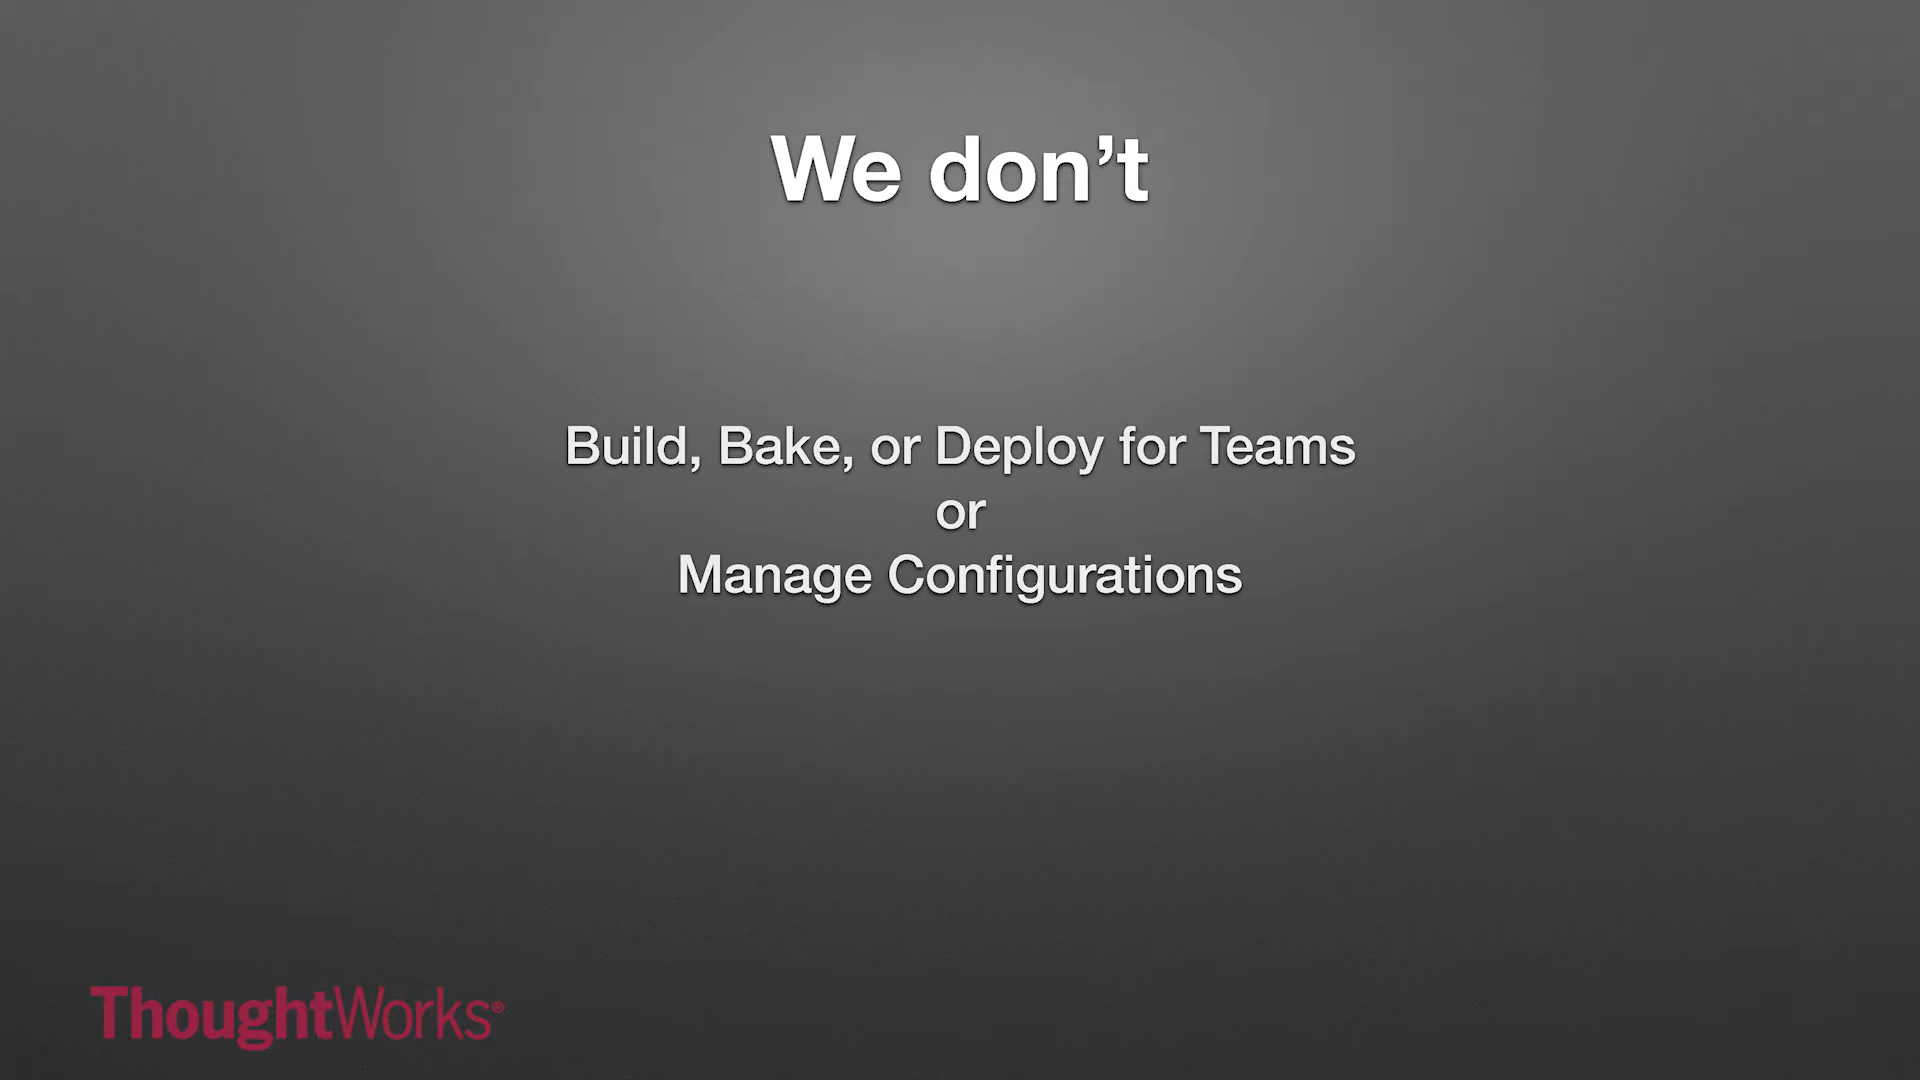 We don’t
Build, Bake, or Deploy for Teams
or
Manage Configurations
ThoughtWorks®